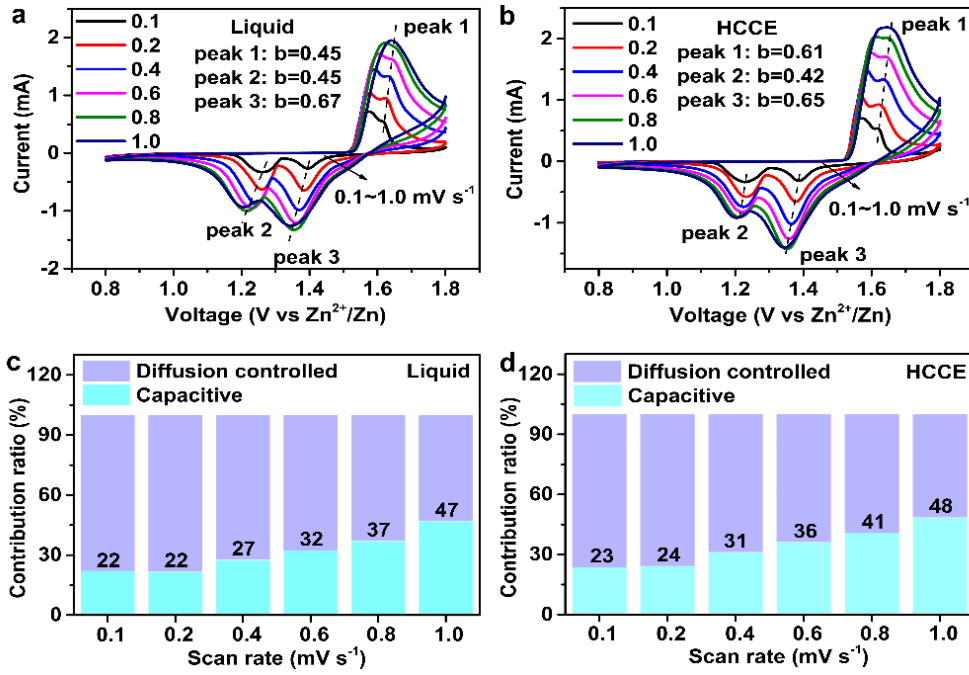 a
0.1
0.2
0.4
0.6
0.8
1.0
Liquid
peak 1: b=0.45
peak 2: b=0.45
peak 3: b=0.67
peak 1
peak 2
peak 3
0.1~1.0 mV s⁻¹
Current (mA)
2
1
0
-1
-2
0.8 1.0 1.2 1.4 1.6 1.8
Voltage (V vs Zn²⁺/Zn)
b
0.1
0.2
0.4
0.6
0.8
1.0
HCCE
peak 1: b=0.61
peak 2: b=0.42
peak 3: b=0.65
peak 1
peak 2
peak 3
0.1~1.0 mV s⁻¹
Current (mA)
2
1
0
-1
0.8 1.0 1.2 1.4 1.6 1.8
Voltage (V vs Zn²⁺/Zn)
c
Diffusion controlled
Capacitive
Liquid
Contribution ratio (%)
120
90
60
30
0
22 22 27 32 37 47
0.1 0.2 0.4 0.6 0.8 1.0
Scan rate (mV s⁻¹)
d
Diffusion controlled
Capacitive
HCCE
Contribution ratio (%)
120
90
60
30
0
23 24 31 36 41 48
0.1 0.2 0.4 0.6 0.8 1.0
Scan rate (mV s⁻¹)